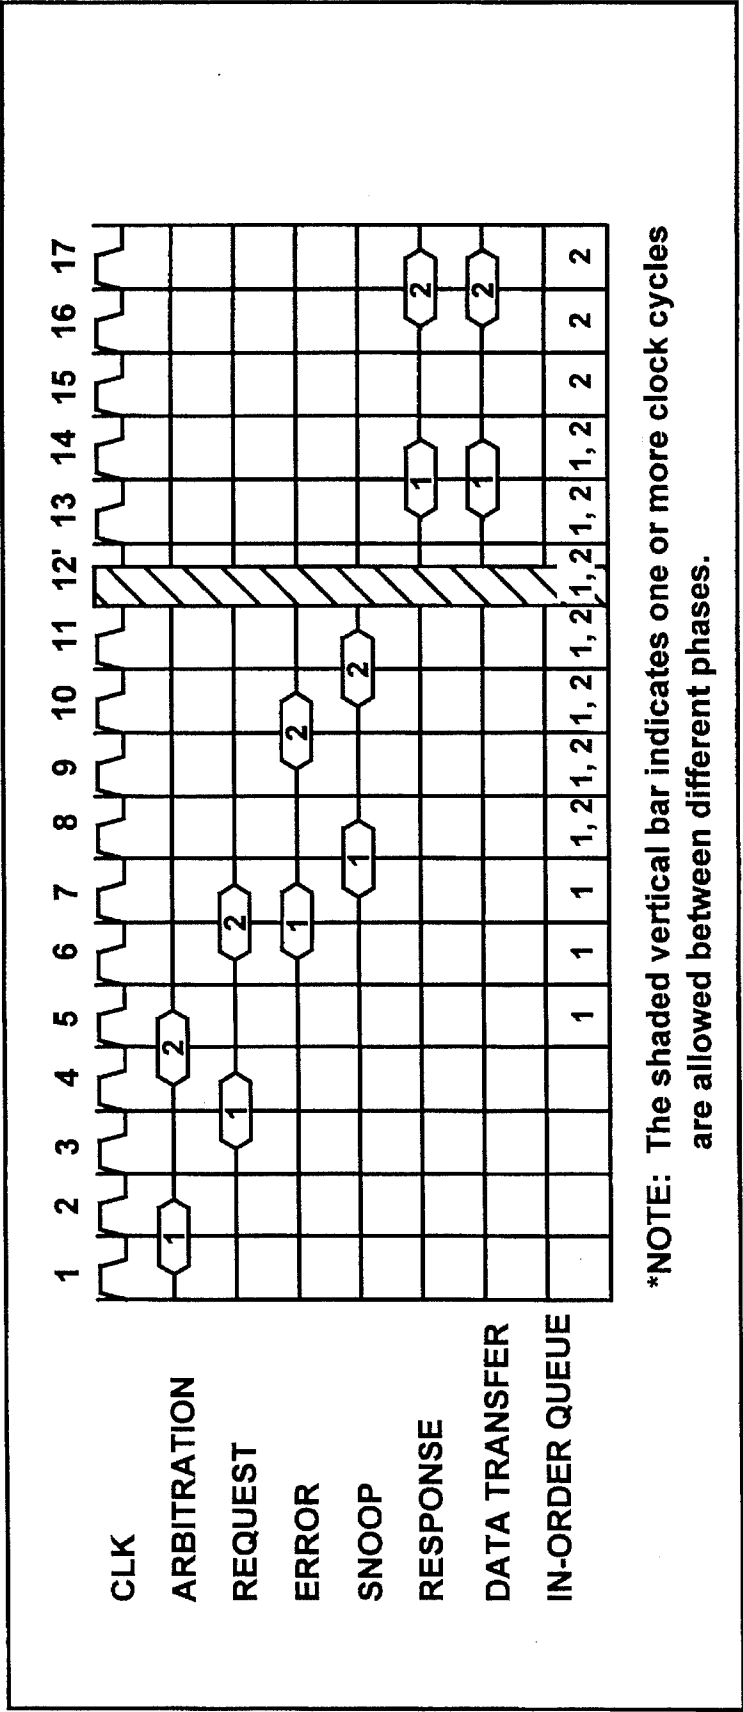 1 2 3 4 5 6 7 8 9 10 11 12' 13 14 15 16 17
CLK
ARBITRATION 1 2
REQUEST 1 2
ERROR 1 2
SNOOP 1 2
RESPONSE 1 2
DATA TRANSFER 1 2
IN-ORDER QUEUE 1 1 1 1, 2 1, 2 1, 2 1, 2 1, 2 1, 2 1, 2 2 2 2
*NOTE: The shaded vertical bar indicates one or more clock cycles
are allowed between different phases.